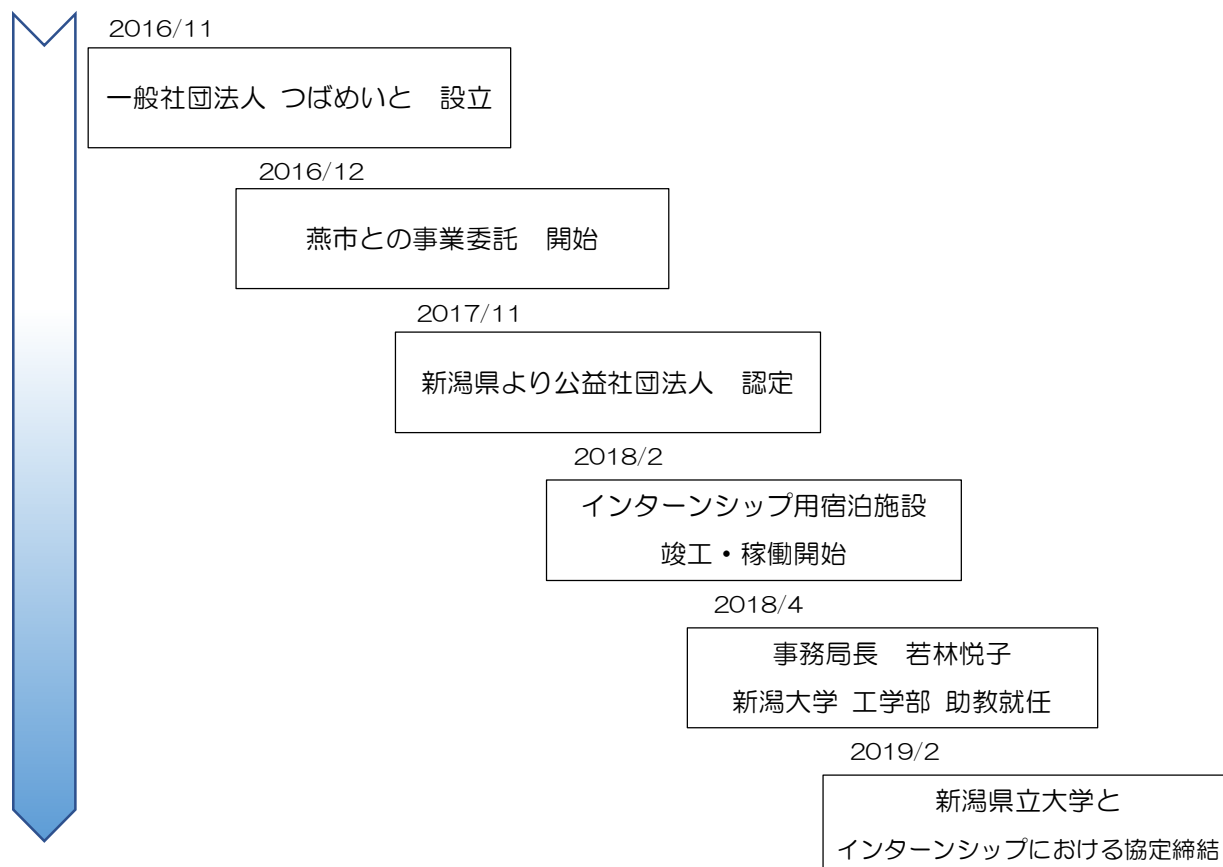 2016/11
一般社団法人 つばめいと　設立
2016/12
燕市との事業委託　開始
2017/11
新潟県より公益社団法人　認定
2018/2
インターンシップ用宿泊施設
竣工・稼働開始
2018/4
事務局長　若林悦子
新潟大学 工学部 助教就任
2019/2
新潟県立大学と
インターンシップにおける協定締結